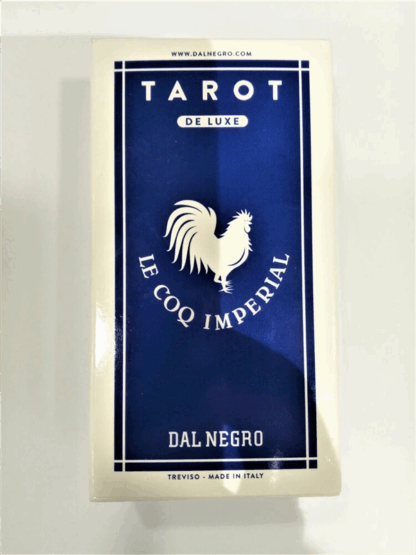 WWW.DALNEGRO.COM
TAROT
DE LUXE
LE COQ IMPERIAL
DAL NEGRO
TREVISO - MADE IN ITALY